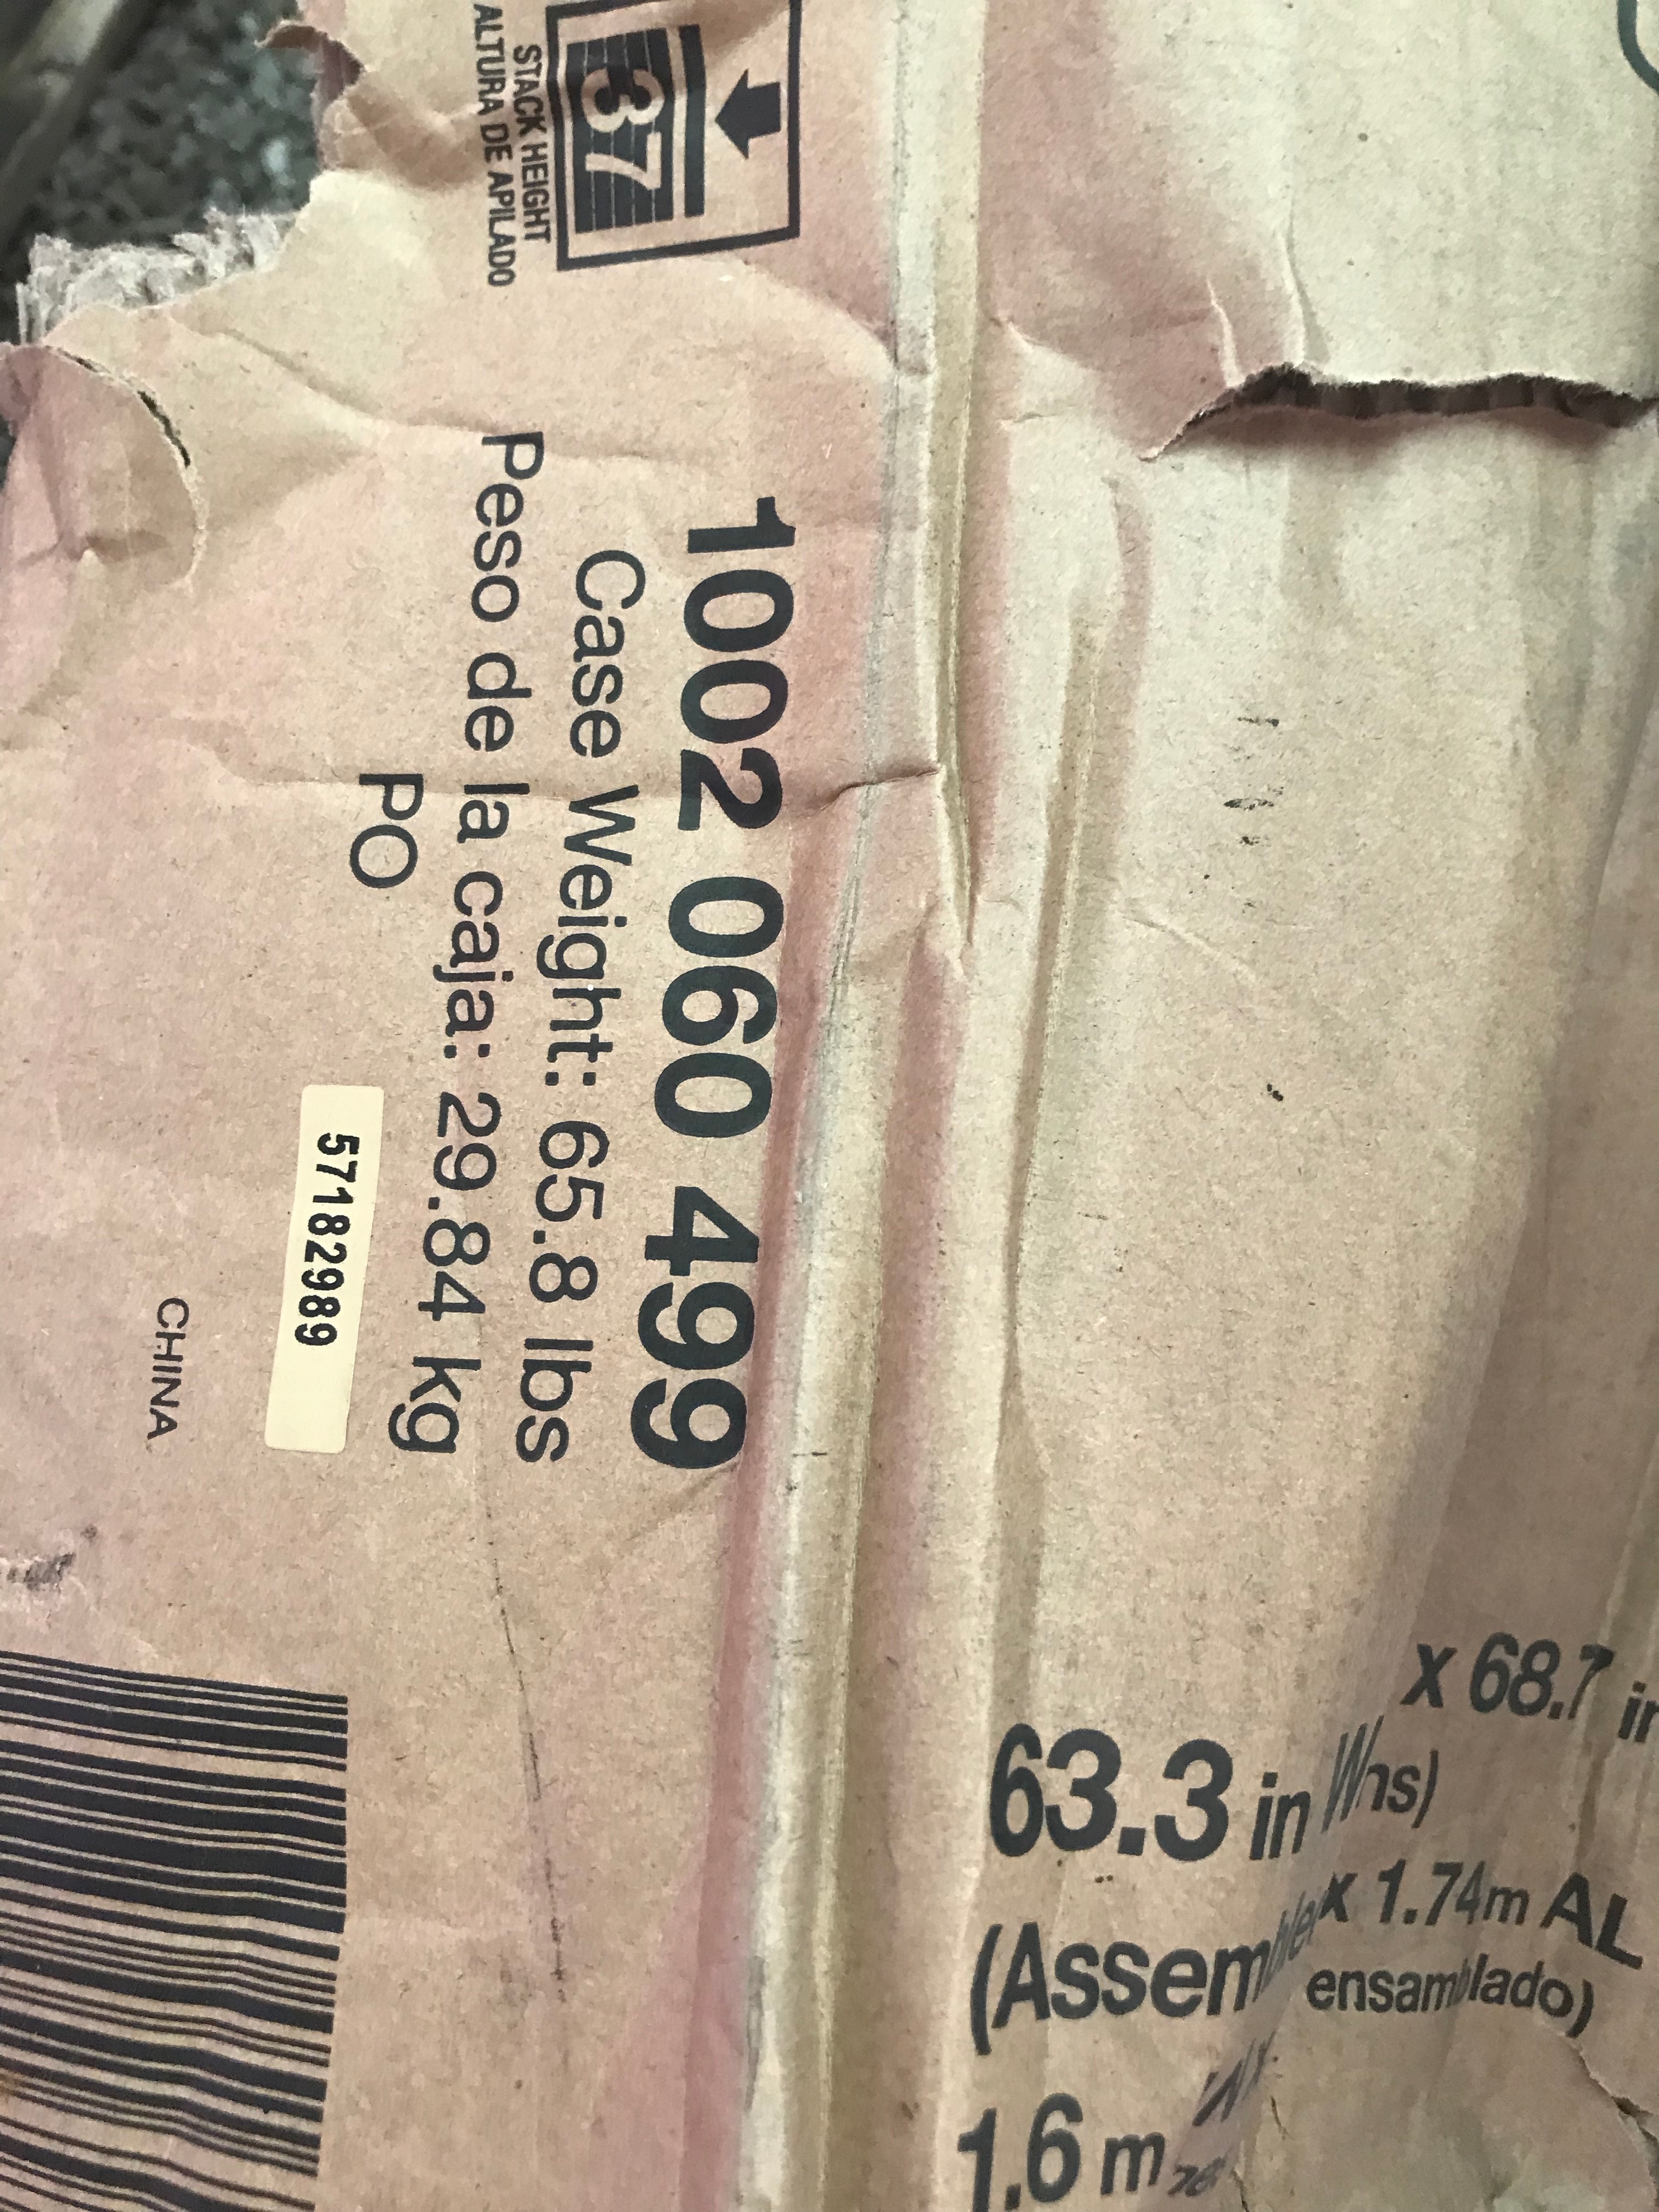 37
STACK HEIGHT
ALTURA DE APILADO
1002 060 499
Case Weight: 65.8 lbs
Peso de la caja: 29.84 kg
PO
57182989
CHINA
x 68.7 in
63.3 in
x 1.74m AL
ensamblado)
1.6 m